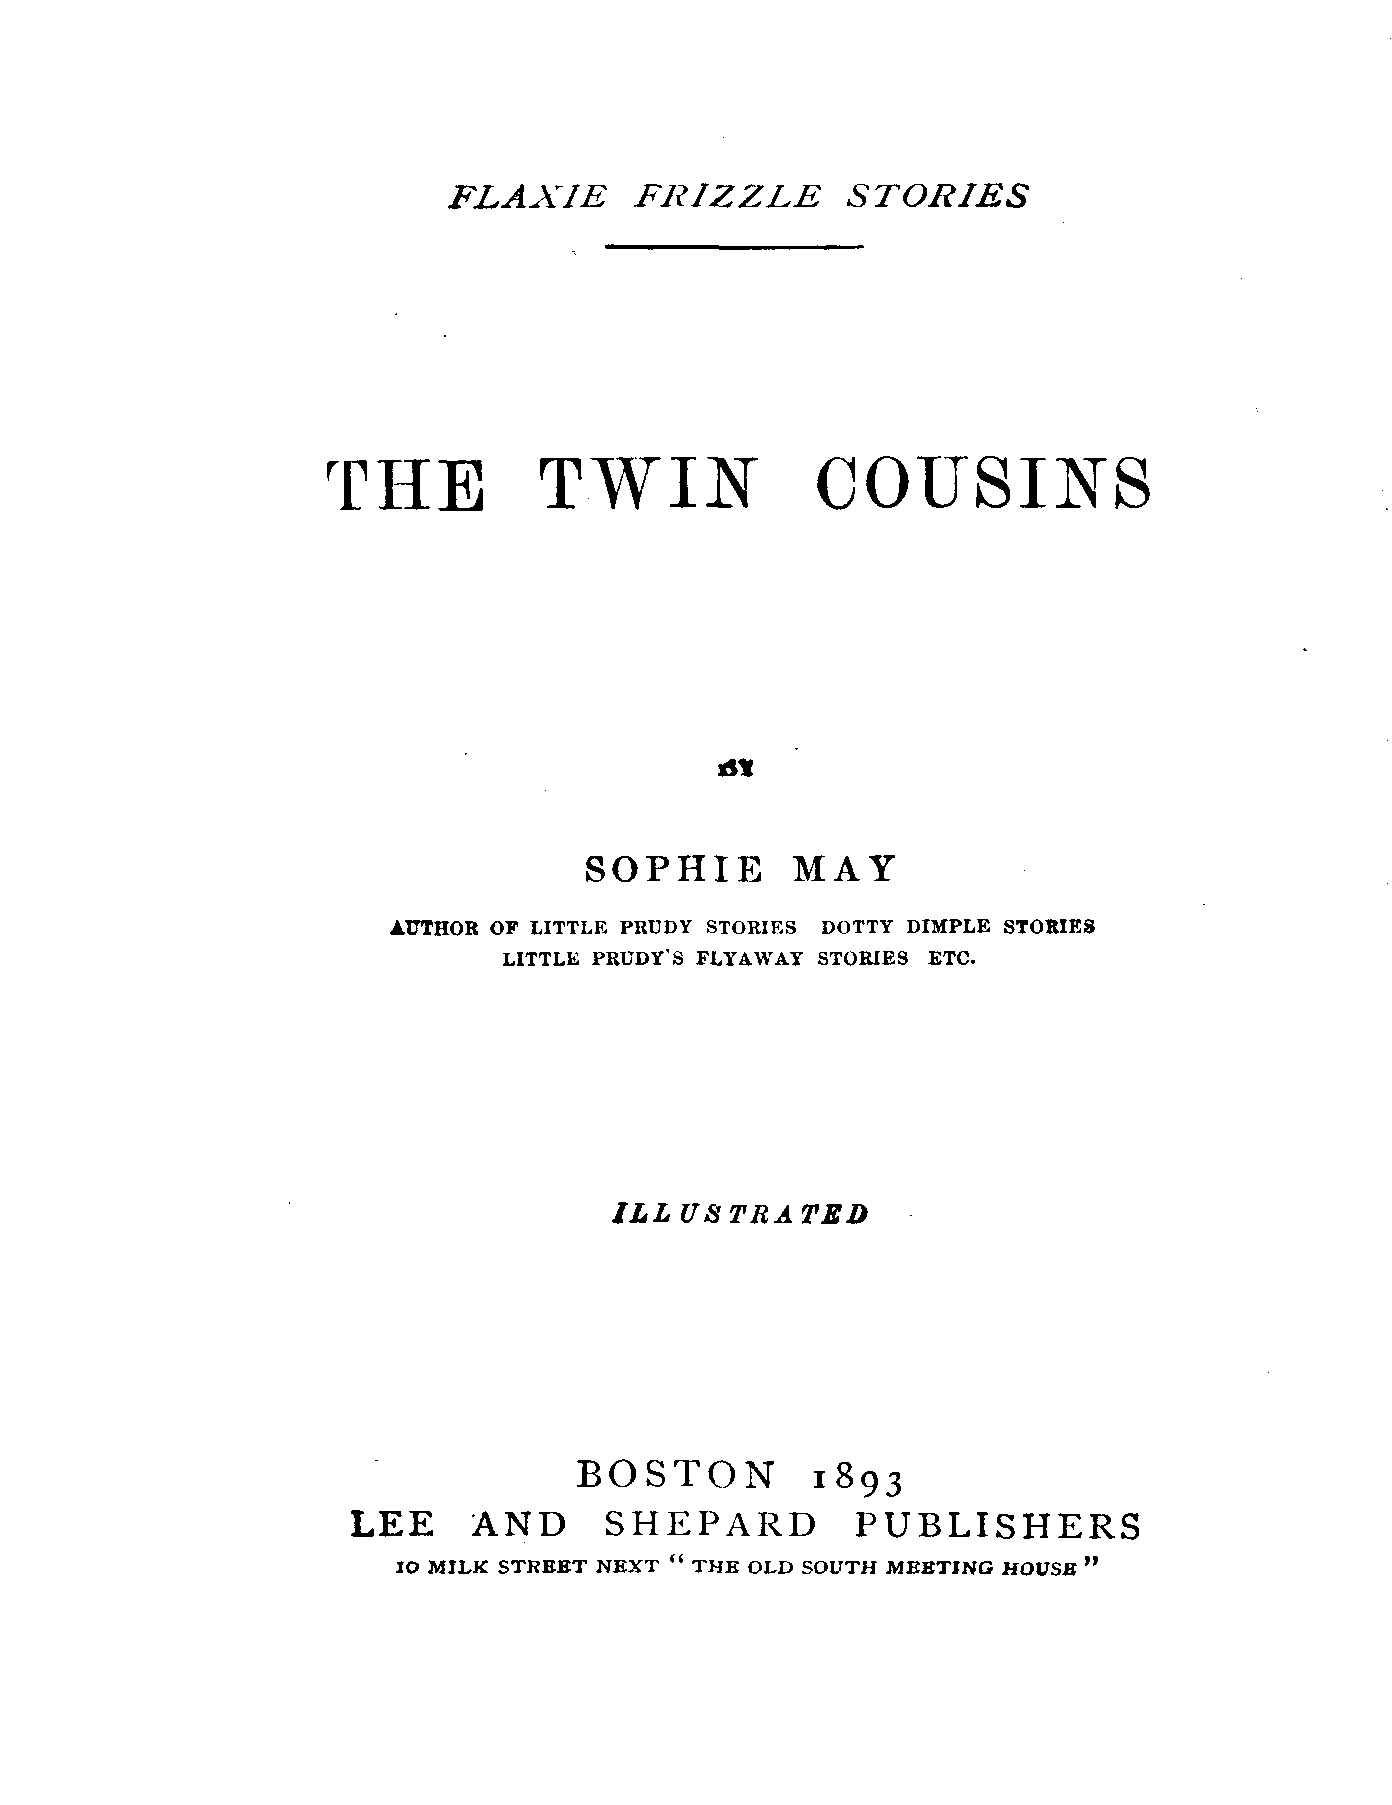 FLAXIE FRIZZLE STORIES
THE TWIN COUSINS
BY
SOPHIE MAY
AUTHOR OF LITTLE PRUDY STORIES DOTTY DIMPLE STORIES
LITTLE PRUDY'S FLYAWAY STORIES ETC.
ILLUSTRATED
BOSTON 1893
LEE AND SHEPARD PUBLISHERS
10 MILK STREET NEXT "THE OLD SOUTH MEETING HOUSE"